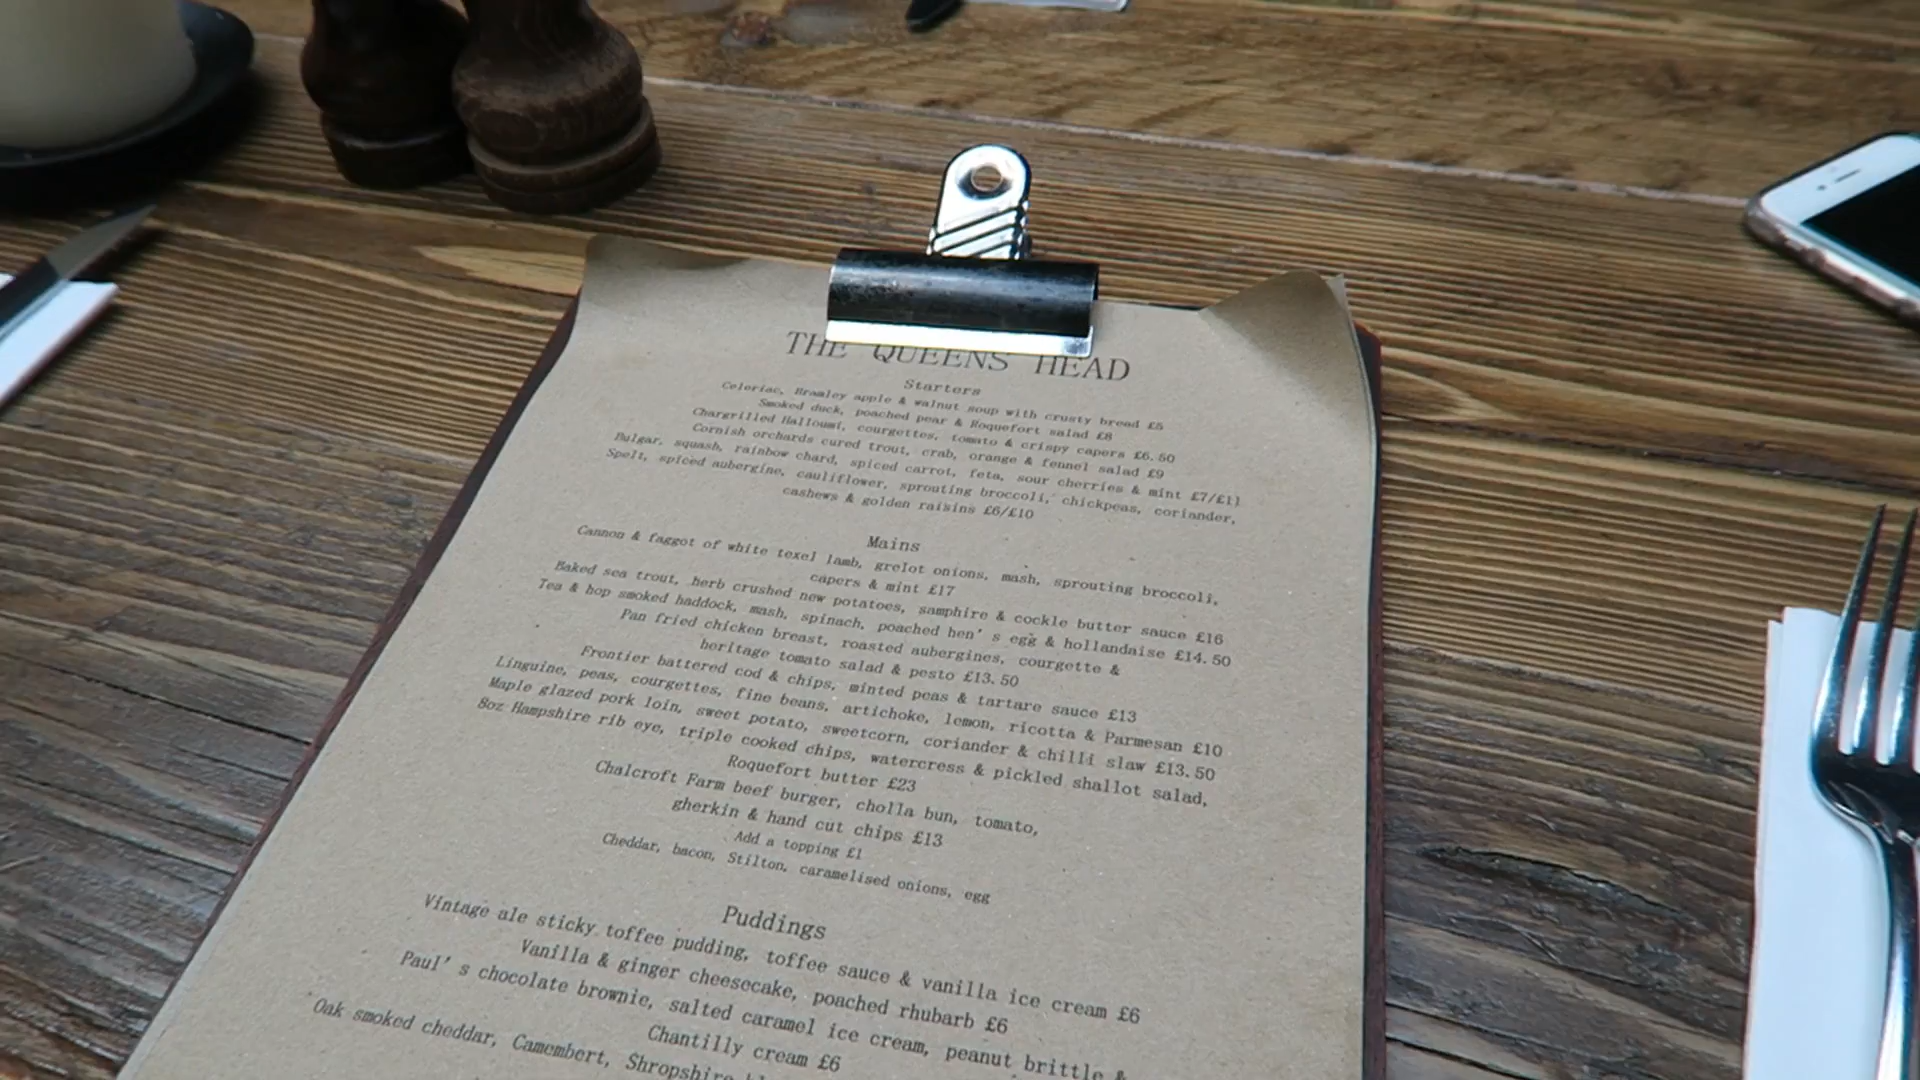 THE QUEENS HEAD
Starters
Celeriac, Bramley apple & walnut soup with crusty bread £5
Smoked duck, poached pear & Roquefort salad £8
Chargrilled Halloumi, courgettes, tomato & crispy capers £6.50
Cornish orchards cured trout, crab, orange & fennel salad £9
Bulgar, squash, rainbow chard, spiced carrot, feta, sour cherries & mint £7/£11
Spelt, spiced aubergine, cauliflower, sprouting broccoli, chickpeas, coriander,
cashews & golden raisins £6/£10
Mains
Cannon & faggot of white texel lamb, grelot onions, mash, sprouting broccoli,
capers & mint £17
Baked sea trout, herb crushed new potatoes, samphire & cockle butter sauce £16
Tea & hop smoked haddock, mash, spinach, poached hen's egg & hollandaise £14.50
Pan fried chicken breast, roasted aubergines, courgette &
heritage tomato salad & pesto £13.50
Frontier battered cod & chips, minted peas & tartare sauce £13
Linguine, peas, courgettes, fine beans, artichoke, lemon, ricotta & Parmesan £10
Maple glazed pork loin, sweet potato, sweetcorn, coriander & chilli slaw £13.50
8oz Hampshire rib eye, triple cooked chips, watercress & pickled shallot salad,
Roquefort butter £23
Chalcroft Farm beef burger, cholla bun, tomato,
gherkin & hand cut chips £13
Add a topping £1
Cheddar, bacon, Stilton, caramelised onions, egg
Puddings
Vintage ale sticky toffee pudding, toffee sauce & vanilla ice cream £6
Vanilla & ginger cheesecake, poached rhubarb £6
Paul's chocolate brownie, salted caramel ice cream, peanut brittle &
Chantilly cream £6
Oak smoked cheddar, Camembert, Shropshire